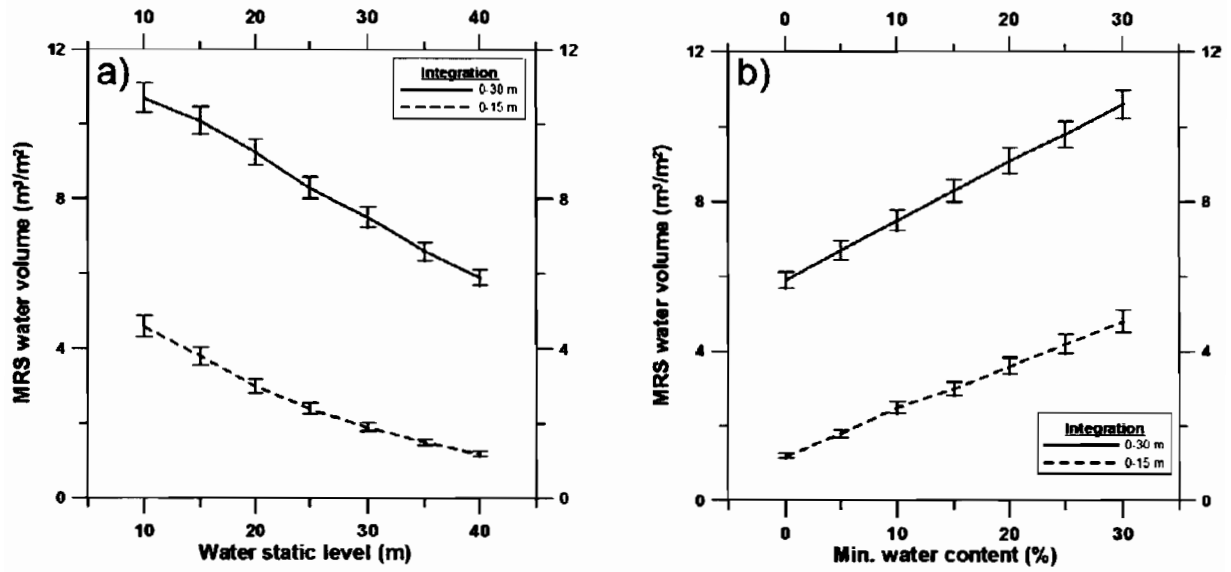 10 20 30 40
12 12
a)
Integration
0-30 m
0-15 m
8 8
4 4
0 0
MRS water volume (m³/m²)
10 20 30 40
Water static level (m)
0 10 20 30
12 12
b)
8 8
4 4
Integration
0-30 m
0-15 m
0 0
MRS water volume (m³/m²)
0 10 20 30
Min. water content (%)